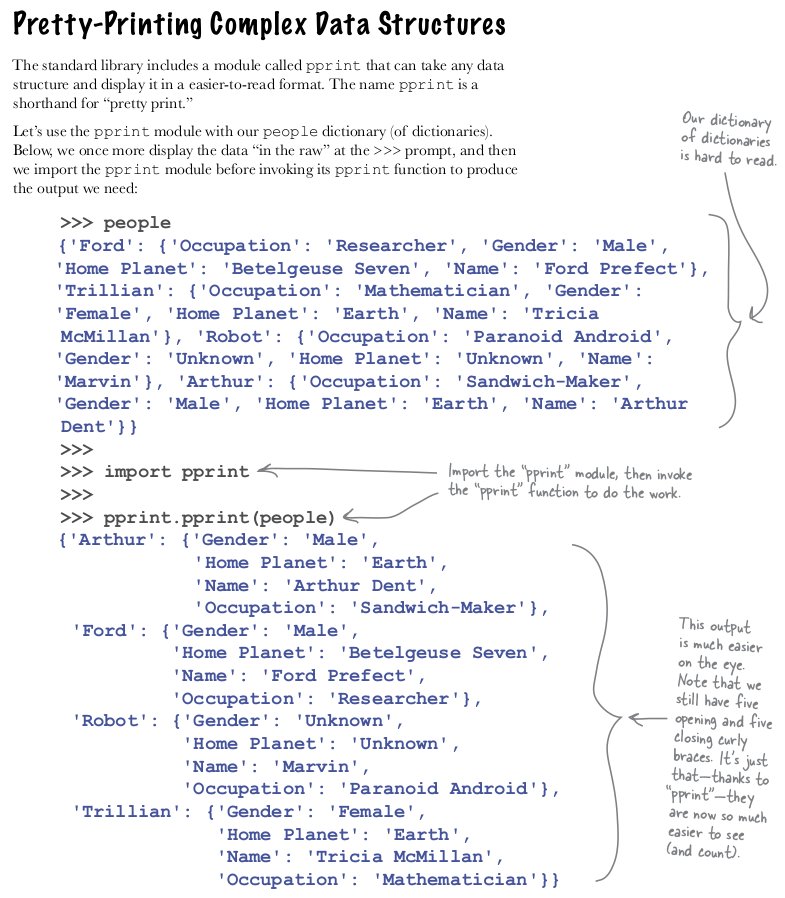 Pretty-Printing Complex Data Structures
The standard library includes a module called pprint that can take any data
structure and display it in a easier-to-read format. The name pprint is a
shorthand for “pretty print.”
Let’s use the pprint module with our people dictionary (of dictionaries).
Below, we once more display the data “in the raw” at the >>> prompt, and then
we import the pprint module before invoking its pprint function to produce
the output we need:
Our dictionary
of dictionaries
is hard to read.
>>> people
{'Ford': {'Occupation': 'Researcher', 'Gender': 'Male',
'Home Planet': 'Betelgeuse Seven', 'Name': 'Ford Prefect'},
'Trillian': {'Occupation': 'Mathematician', 'Gender':
'Female', 'Home Planet': 'Earth', 'Name': 'Tricia
McMillan'}, 'Robot': {'Occupation': 'Paranoid Android',
'Gender': 'Unknown', 'Home Planet': 'Unknown', 'Name':
'Marvin'}, 'Arthur': {'Occupation': 'Sandwich-Maker',
'Gender': 'Male', 'Home Planet': 'Earth', 'Name': 'Arthur
Dent'}}
>>>
>>> import pprint
>>>
>>> pprint.pprint(people)
Import the “pprint” module, then invoke
the “pprint” function to do the work.
{'Arthur': {'Gender': 'Male',
'Home Planet': 'Earth',
'Name': 'Arthur Dent',
'Occupation': 'Sandwich-Maker'},
'Ford': {'Gender': 'Male',
'Home Planet': 'Betelgeuse Seven',
'Name': 'Ford Prefect',
'Occupation': 'Researcher'},
'Robot': {'Gender': 'Unknown',
'Home Planet': 'Unknown',
'Name': 'Marvin',
'Occupation': 'Paranoid Android'},
'Trillian': {'Gender': 'Female',
'Home Planet': 'Earth',
'Name': 'Tricia McMillan',
'Occupation': 'Mathematician'}}
This output
is much easier
on the eye.
Note that we
still have five
opening and five
closing curly
braces. It’s just
that—thanks to
“pprint”—they
are now so much
easier to see
(and count).